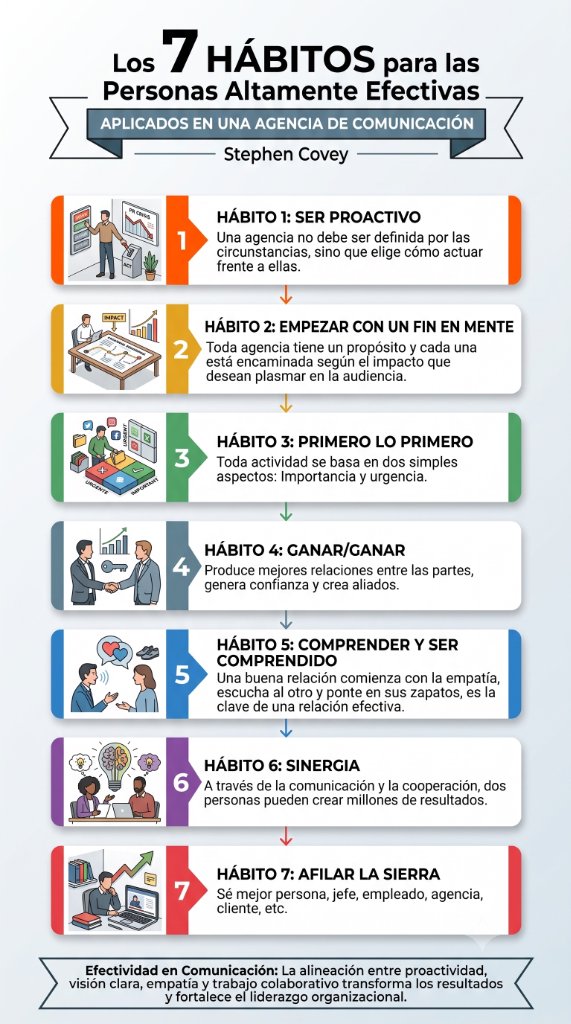 Los 7 HÁBITOS para las
Personas Altamente Efectivas
APLICADOS EN UNA AGENCIA DE COMUNICACIÓN
Stephen Covey
HÁBITO 1: SER PROACTIVO
1
Una agencia no debe ser definida por las
circunstancias, sino que elige cómo actuar
frente a ellas.
PR CRISIS
ACT
IMPACT
HÁBITO 2: EMPEZAR CON UN FIN EN MENTE
2
Toda agencia tiene un propósito y cada una
está encaminada según el impacto que
desean plasmar en la audiencia.
URGENT
URGENTE
IMPORTANT
HÁBITO 3: PRIMERO LO PRIMERO
3
Toda actividad se basa en dos simples
aspectos: Importancia y urgencia.
HÁBITO 4: GANAR/GANAR
4
Produce mejores relaciones entre las partes,
genera confianza y crea aliados.
HÁBITO 5: COMPRENDER Y SER
COMPRENDIDO
5
Una buena relación comienza con la empatía,
escucha al otro y ponte en sus zapatos, es la
clave de una relación efectiva.
HÁBITO 6: SINERGIA
6
A través de la comunicación y la cooperación, dos
personas pueden crear millones de resultados.
HÁBITO 7: AFILAR LA SIERRA
7
Sé mejor persona, jefe, empleado, agencia,
cliente, etc.
Efectividad en Comunicación: La alineación entre proactividad,
visión clara, empatía y trabajo colaborativo transforma los resultados
y fortalece el liderazgo organizacional.